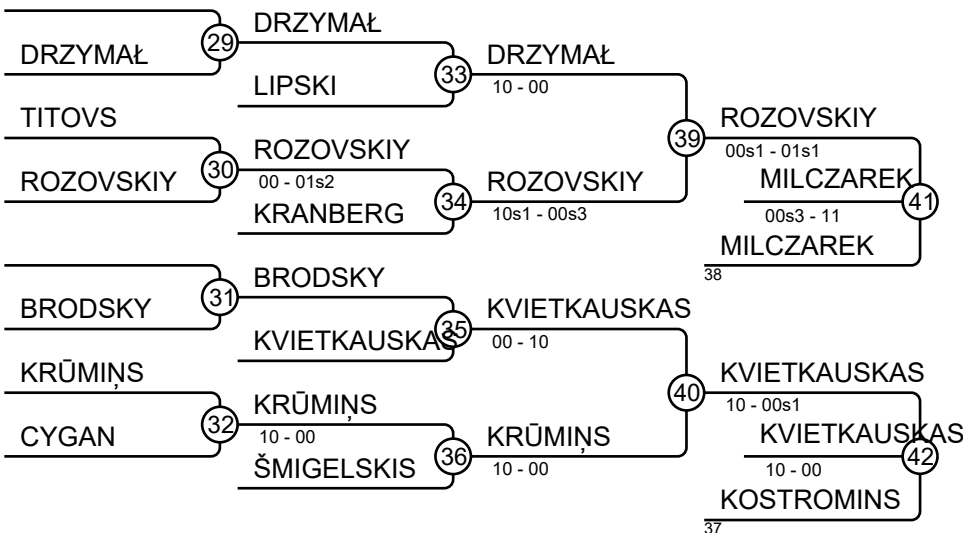 DRZYMAŁ
29
DRZYMAŁ
LIPSKI
33
DRZYMAŁ
10 - 00
TITOVS
ROZOVSKIY
30
ROZOVSKIY
00 - 01s2
KRANBERG
34
ROZOVSKIY
10s1 - 00s3
39
ROZOVSKIY
00s1 - 01s1
MILCZAREK
00s3 - 11
41
MILCZAREK
38
BRODSKY
31
BRODSKY
KVIETKAUSKAS
35
KVIETKAUSKAS
00 - 10
KRŪMIŅS
CYGAN
32
KRŪMIŅS
10 - 00
ŠMIGELSKIS
36
KRŪMIŅS
10 - 00
40
KVIETKAUSKAS
10 - 00s1
KVIETKAUSKAS
10 - 00
42
KOSTROMINS
37